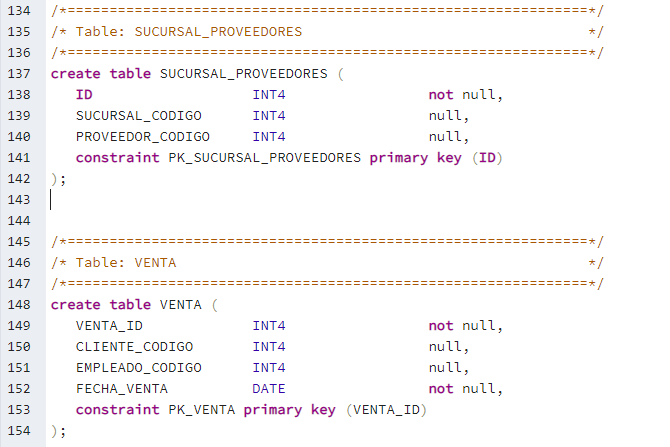 134 /*==============================================================*/
135 /* Table: SUCURSAL_PROVEEDORES                                  */
136 /*==============================================================*/
137 create table SUCURSAL_PROVEEDORES (
138    ID                   INT4                 not null,
139    SUCURSAL_CODIGO      INT4                 null,
140    PROVEEDOR_CODIGO     INT4                 null,
141    constraint PK_SUCURSAL_PROVEEDORES primary key (ID)
142 );
143
144
145 /*==============================================================*/
146 /* Table: VENTA                                                 */
147 /*==============================================================*/
148 create table VENTA (
149    VENTA_ID             INT4                 not null,
150    CLIENTE_CODIGO       INT4                 null,
151    EMPLEADO_CODIGO      INT4                 null,
152    FECHA_VENTA          DATE                 not null,
153    constraint PK_VENTA primary key (VENTA_ID)
154 );